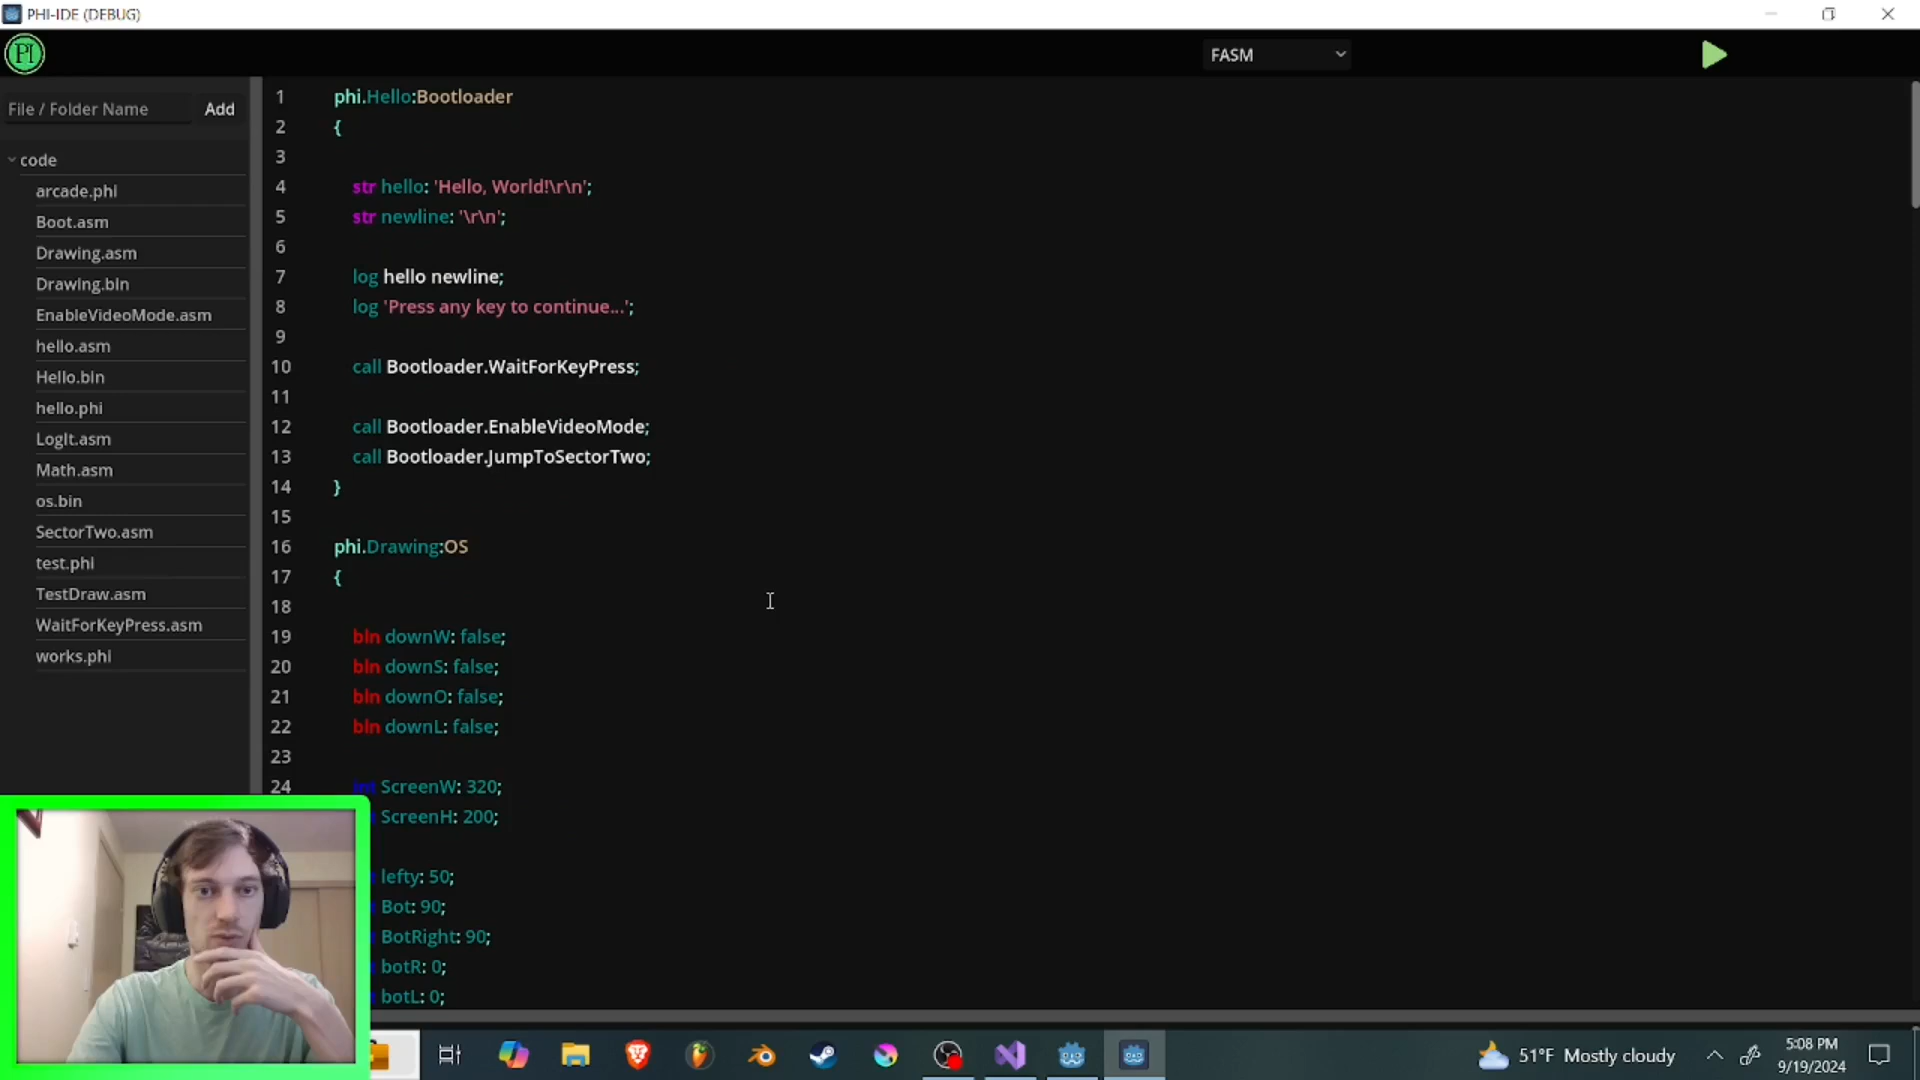 PHI-IDE (DEBUG)
PI
FASM
File / Folder Name
Add
code
arcade.phi
Boot.asm
Drawing.asm
Drawing.bin
EnableVideoMode.asm
hello.asm
Hello.bin
hello.phi
LogIt.asm
Math.asm
os.bin
SectorTwo.asm
test.phi
TestDraw.asm
WaitForKeyPress.asm
works.phi
1 phi.Hello:Bootloader
2 {
3
4 str hello: 'Hello, World!\r\n';
5 str newline: '\r\n';
6
7 log hello newline;
8 log 'Press any key to continue...';
9
10 call Bootloader.WaitForKeyPress;
11
12 call Bootloader.EnableVideoMode;
13 call Bootloader.JumpToSectorTwo;
14 }
15
16 phi.Drawing:OS
17 {
18
19 bln downW: false;
20 bln downS: false;
21 bln downO: false;
22 bln downL: false;
23
24 int ScreenW: 320;
ScreenH: 200;
lefty: 50;
Bot: 90;
BotRight: 90;
botR: 0;
botL: 0;
51°F Mostly cloudy
5:08 PM
9/19/2024